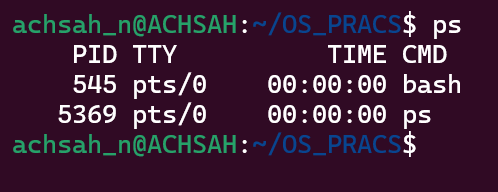 achsah_n@ACHSAH:~/OS_PRACS$ ps
    PID TTY          TIME CMD
    545 pts/0    00:00:00 bash
   5369 pts/0    00:00:00 ps
achsah_n@ACHSAH:~/OS_PRACS$